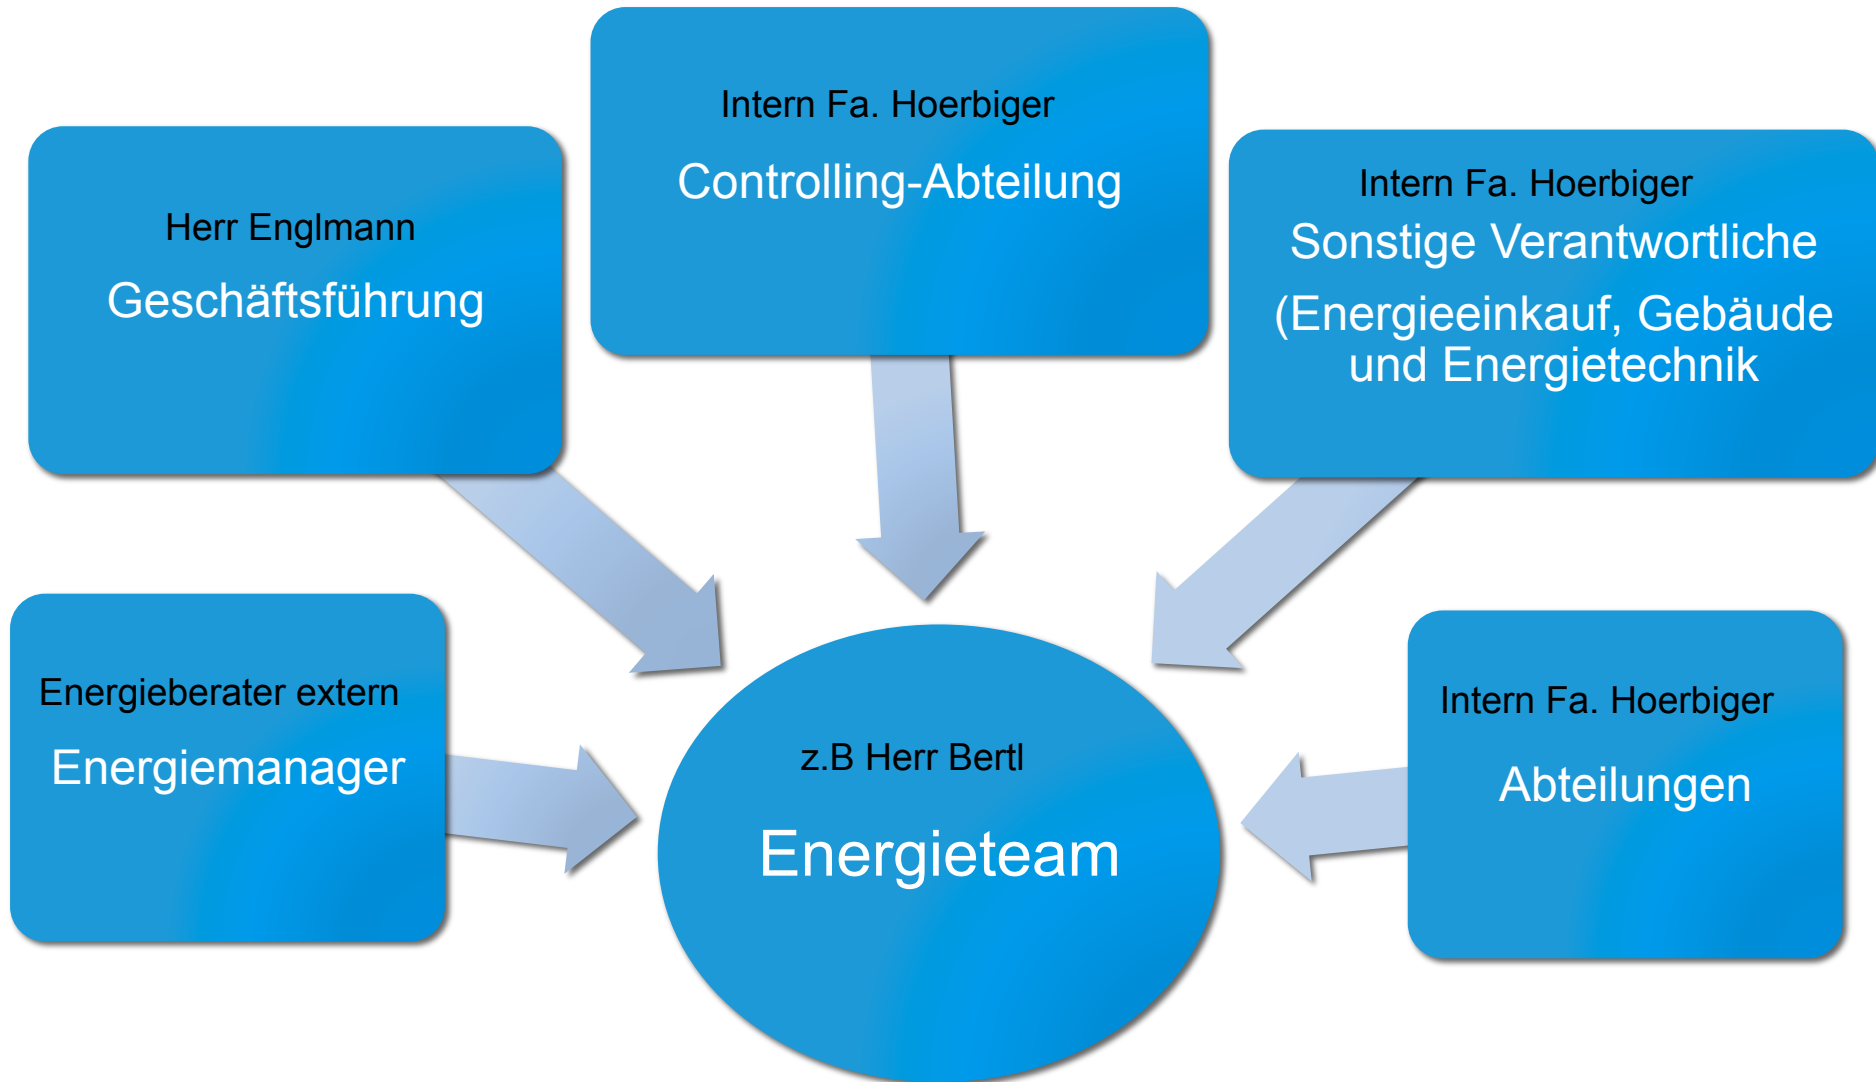 Herr Englmann
Geschäftsführung
Intern Fa. Hoerbiger
Controlling-Abteilung
Intern Fa. Hoerbiger
Sonstige Verantwortliche
(Energieeinkauf, Gebäude
und Energietechnik
Energieberater extern
Energiemanager
z.B Herr Bertl
Energieteam
Intern Fa. Hoerbiger
Abteilungen